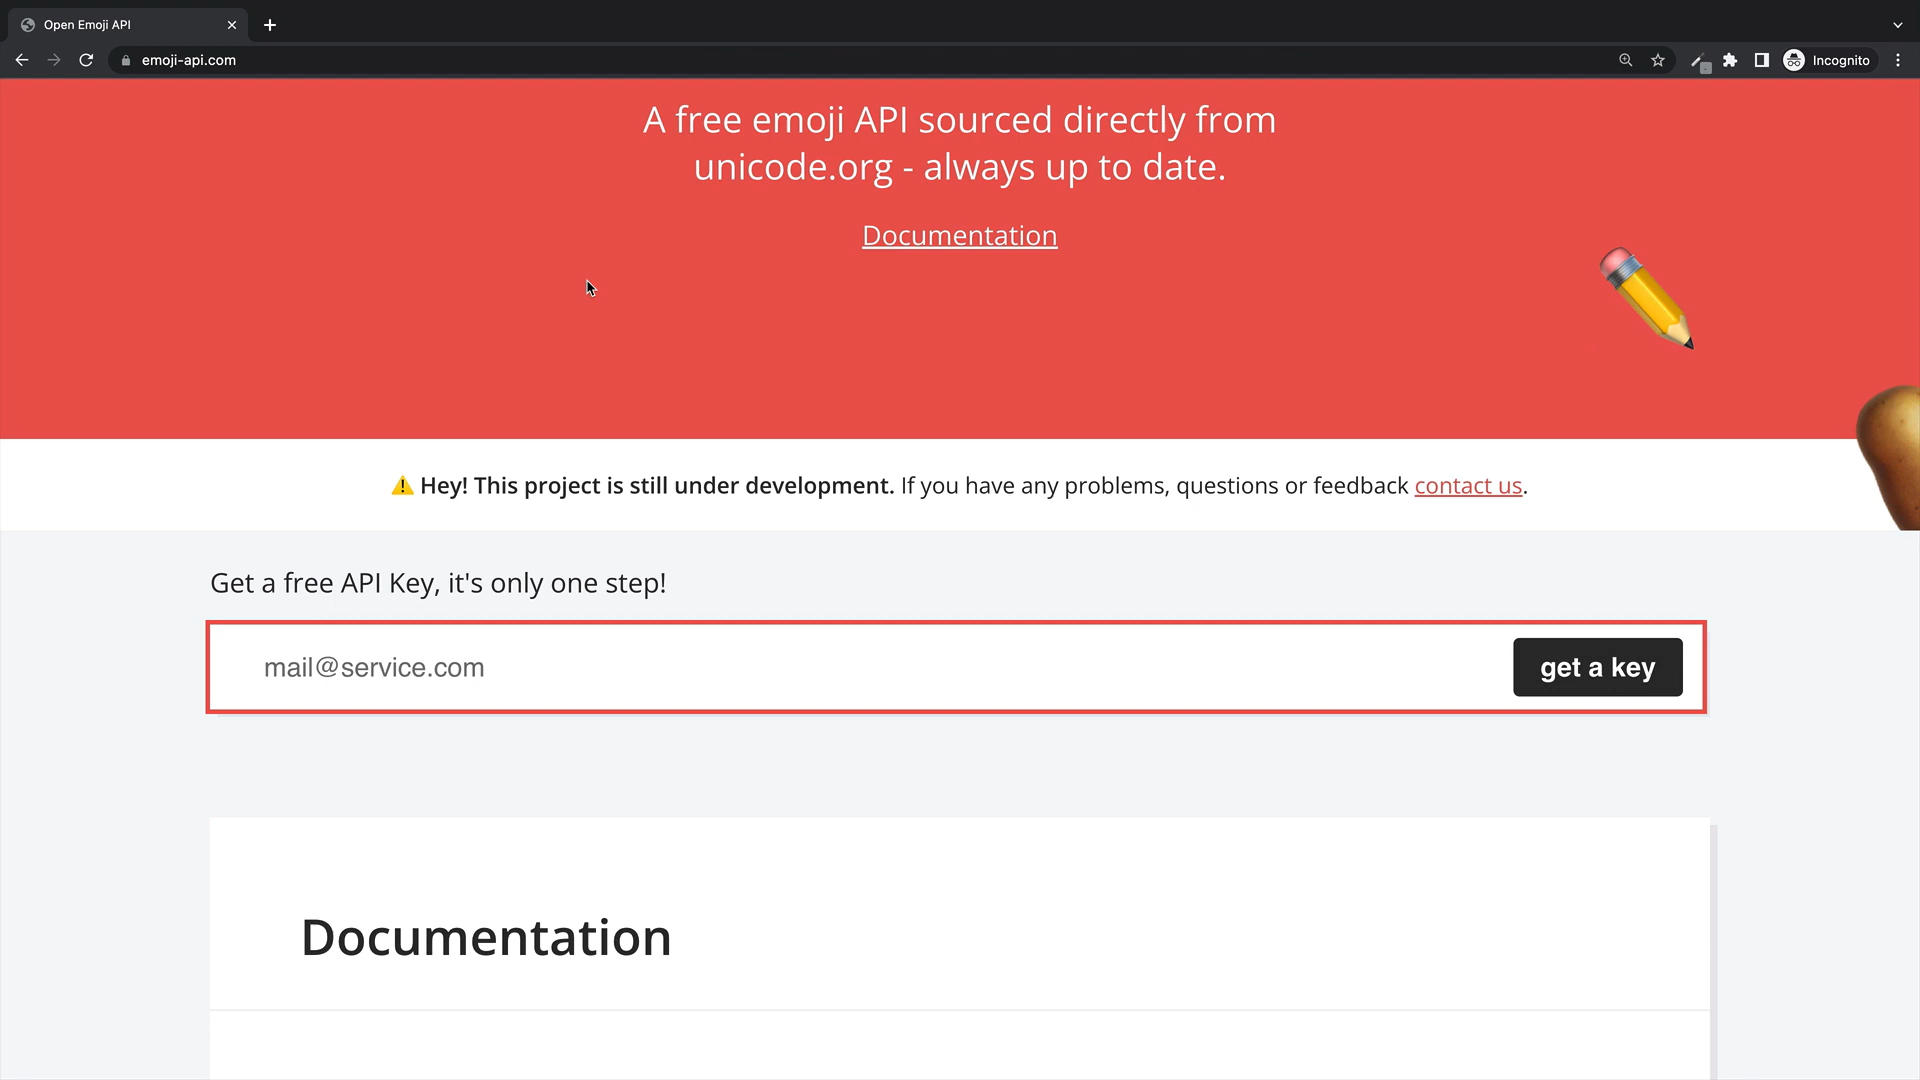 Open Emoji API
emoji-api.com
Incognito
A free emoji API sourced directly from
unicode.org - always up to date.
Documentation
Hey! This project is still under development. If you have any problems, questions or feedback contact us.
Get a free API Key, it's only one step!
mail@service.com
get a key
Documentation